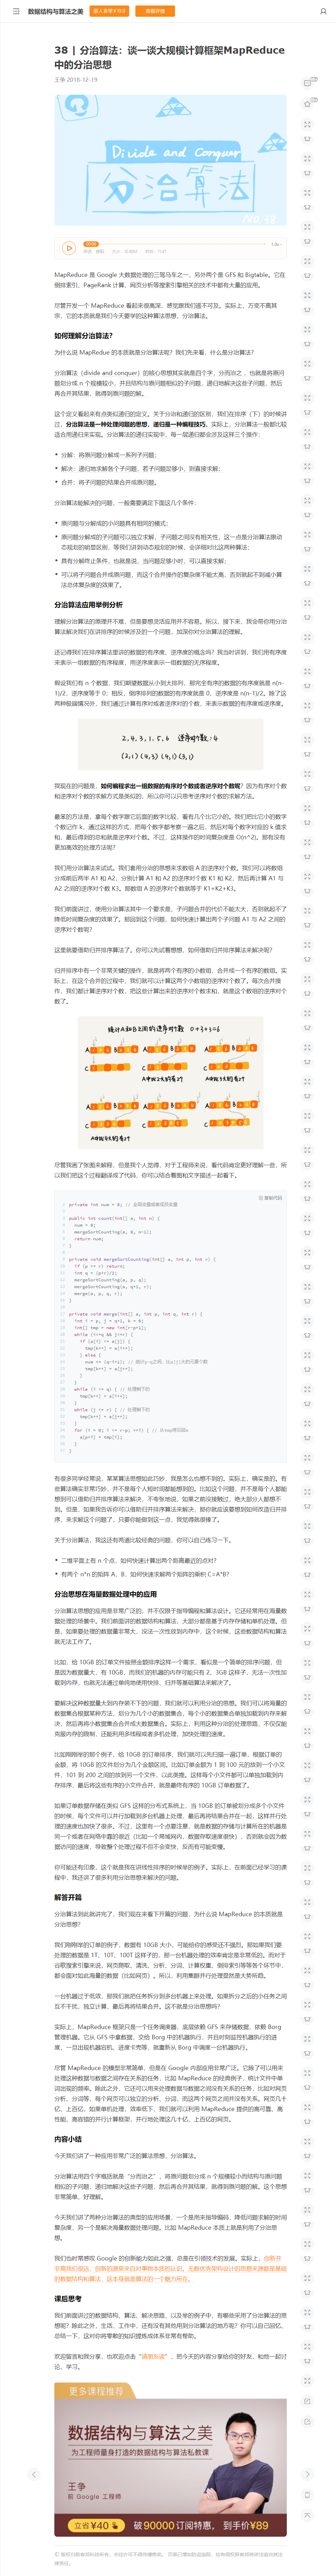 数据结构与算法之美
38 | 分治算法：谈一谈大规模计算框架MapReduce
中的分治思想
王争 2018-12-19
Divide and Conquer
分治算法
MapReduce 是 Google 大数据处理的三驾马车之一，另外两个是 GFS 和 Bigtable。它在
倒排索引、PageRank 计算、网页分析等搜索引擎相关的技术中都有大量的应用。
尽管开发一个 MapReduce 看起来很高深，感觉跟我们遥不可及。实际上，万变不离其
宗，它的本质就是我们今天要学的这种算法思想，分治算法。
如何理解分治算法？
为什么说 MapRedue 的本质就是分治算法呢？我们先来看，什么是分治算法？
分治算法（divide and conquer）的核心思想其实就是四个字，分而治之，也就是将原问
题划分成 n 个规模较小，并且结构与原问题相似的子问题，递归地解决这些子问题，然后
再合并其结果，就得到原问题的解。
这个定义看起来有点类似递归的定义。关于分治和递归的区别，我们在排序（下）的时候讲
过，分治算法是一种处理问题的思想，递归是一种编程技巧。实际上，分治算法一般都比较
适合用递归来实现。分治算法的递归实现中，每一层递归都会涉及这样三个操作：
分解：将原问题分解成一系列子问题；
解决：递归地求解各个子问题，若子问题足够小，则直接求解；
合并：将子问题的结果合并成原问题。
分治算法能解决的问题，一般需要满足下面这几个条件：
原问题与分解成的小问题具有相同的模式；
原问题分解成的子问题可以独立求解，子问题之间没有相关性，这一点是分治算法跟动
态规划的明显区别，等我们讲到动态规划的时候，会详细对比这两种算法；
具有分解终止条件，也就是说，当问题足够小时，可以直接求解；
可以将子问题合并成原问题，而这个合并操作的复杂度不能太高，否则就起不到减小算
法总体复杂度的效果了。
分治算法应用举例分析
理解分治算法的原理并不难，但是要想灵活应用并不容易。所以，接下来，我会带你用分治
算法解决我们在讲排序的时候涉及的一个问题，加深你对分治算法的理解。
还记得我们在排序算法里讲的数据的有序度、逆序度的概念吗？我当时讲到，我们用有序度
来表示一组数据的有序程度，用逆序度表示一组数据的无序程度。
假设我们有 n 个数据，我们期望数据从小到大排列，那完全有序的数据的有序度就是 n(n-
1)/2，逆序度等于 0；相反，倒序排列的数据的有序度就是 0，逆序度是 n(n-1)/2。除了这
两种极端情况外，我们通过计算有序对或者逆序对的个数，来表示数据的有序度或逆序度。
2, 4, 3, 1, 5, 6 逆序对个数：4
(2,1) (4,3) (4,1) (3,1)
我现在的问题是，如何编程求出一组数据的有序对个数或者逆序对个数呢？因为有序对个数
和逆序对个数的求解方式是类似的，所以你可以只思考逆序对个数的求解方法。
最笨的方法是，拿每个数字跟它后面的数字比较，看有几个比它小的。我们把比它小的数字
个数记作 k，通过这样的方式，把每个数字都考察一遍之后，然后对每个数字对应的 k 值求
和，最后得到的总和就是逆序对个数。不过，这样操作的时间复杂度是 O(n^2)。那有没有
更加高效的处理方法呢？
我们用分治算法来试试。我们套用分治的思想来求数组 A 的逆序对个数。我们可以将数组
分成前后两半 A1 和 A2，分别计算 A1 和 A2 的逆序对个数 K1 和 K2，然后再计算 A1 与
A2 之间的逆序对个数 K3。那数组 A 的逆序对个数就等于 K1+K2+K3。
我们前面讲过，使用分治算法其中一个要求是，子问题合并的代价不能太大，否则就起不了
降低时间复杂度的效果了。那回到这个问题，如何快速计算出两个子问题 A1 与 A2 之间的
逆序对个数呢？
这里就要借助归并排序算法了。你可以先试着想想，如何借助归并排序算法来解决呢？
归并排序中有一个非常关键的操作，就是将两个有序的小数组，合并成一个有序的数组。实
际上，在这个合并的过程中，我们就可以计算这两个小数组的逆序对个数了。每次合并操
作，我们都计算逆序对个数，把这些计算出来的逆序对个数求和，就是这个数组的逆序对个
数了。
统计A和B之间的逆序对个数 0+3+3=6
尽管我画了张图来解释，但是我个人觉得，对于工程师来说，看代码肯定更好理解一些，所
以我们把这个过程翻译成了代码，你可以结合着图和文字描述一起看下。
复制代码
private int num = 0; // 全局变量或者成员变量
public int count(int[] a, int n) {
num = 0;
mergeSortCounting(a, 0, n-1);
return num;
}
private void mergeSortCounting(int[] a, int p, int r) {
if (p >= r) return;
int q = (p+r)/2;
mergeSortCounting(a, p, q);
mergeSortCounting(a, q+1, r);
merge(a, p, q, r);
}
private void merge(int[] a, int p, int q, int r) {
int i = p, j = q+1, k = 0;
int[] tmp = new int[r-p+1];
while (i<=q && j<=r) {
if (a[i] <= a[j]) {
tmp[k++] = a[i++];
} else {
num += (q-i+1); // 统计p-q之间，比a[j]大的元素个数
tmp[k++] = a[j++];
}
}
while (i <= q) { // 处理剩下的
tmp[k++] = a[i++];
}
while (j <= r) { // 处理剩下的
tmp[k++] = a[j++];
}
for (i = 0; i <= r-p; ++i) { // 从tmp拷贝回a
a[p+i] = tmp[i];
}
}
有很多同学经常说，某某算法思想如此巧妙，我是怎么也想不到的。实际上，确实是的。有
些算法确实非常巧妙，并不是每个人短时间都能想到的。比如这个问题，并不是每个人都能
想到可以借助归并排序算法来解决，不夸张地说，如果之前没接触过，绝大部分人都想不
到。但是，如果我告诉你可以借助归并排序算法来解决，那你就应该要想到如何改造归并排
序，来求解这个问题了，只要你能做到这一点，我觉得就很棒了。
关于分治算法，我这还有两道比较经典的问题，你可以自己练习一下。
二维平面上有 n 个点，如何快速计算出两个距离最近的点对？
有两个 n*n 的矩阵 A，B，如何快速求解两个矩阵的乘积 C=A*B？
分治思想在海量数据处理中的应用
分治算法思想的应用是非常广泛的，并不仅限于指导编程和算法设计。它还经常用在海量数
据处理的场景中。我们前面讲的数据结构和算法，大部分都是基于内存存储和单机处理。但
是，如果要处理的数据量非常大，没法一次性放到内存中，这个时候，这些数据结构和算法
就无法工作了。
比如，给 10GB 的订单文件按照金额排序这样一个需求，看似是一个简单的排序问题，但
是因为数据量大，有 10GB，而我们的机器的内存可能只有 2、3GB 这样子，无法一次性加
载到内存，也就无法通过单纯地使用快排、归并等基础算法来解决了。
要解决这种数据量大到内存装不下的问题，我们就可以利用分治的思想。我们可以将海量的
数据集合根据某种方法，划分为几个小的数据集合，每个小的数据集合单独加载到内存来解
决，然后再将小数据集合合并成大数据集合。实际上，利用这种分治的处理思路，不仅仅能
克服内存的限制，还能利用多线程或者多机处理，加快处理的速度。
比如刚刚举的那个例子，给 10GB 的订单排序，我们就可以先扫描一遍订单，根据订单的
金额，将 10GB 的文件划分为几个金额区间。比如订单金额为 1 到 100 元的放到一个小文
件，101 到 200 之间的放到另一个文件，以此类推。这样每个小文件都可以单独加载到内
存排序，最后将这些有序的小文件合并，就是最终有序的 10GB 订单数据了。
如果订单数据存储在类似 GFS 这样的分布式系统上，当 10GB 的订单被划分成多个小文件
的时候，每个文件可以并行加载到多台机器上处理，最后再将结果合并在一起，这样并行处
理的速度也加快了很多。不过，这里有一个点要注意，就是数据的存储与计算所在的机器是
同一个或者在网络中靠的很近（比如一个局域网内，数据存取速度很快），否则就会因为数
据访问的速度，导致整个处理过程不但不会变快，反而有可能变慢。
你可能还有印象，这个就是我在讲线性排序的时候举的例子。实际上，在前面已经学习的课
程中，我还讲了很多利用分治思想来解决的问题。
解答开篇
分治算法到此就讲完了，我们现在来看下开篇的问题，为什么说 MapReduce 的本质就是
分治思想？
我们刚刚举的订单的例子，数据有 10GB 大小，可能给你的感受还不强烈。那如果我们要
处理的数据是 1T、10T、100T 这样子的，那一台机器处理的效率肯定是非常低的。而对于
谷歌搜索引擎来说，网页爬取、清洗、分析、分词、计算权重、倒排索引等等各个环节中，
都会面对如此海量的数据（比如网页）。所以，利用集群并行处理显然是大势所趋。
一台机器过于低效，那我们就把任务拆分到多台机器上来处理。如果拆分之后的小任务之间
互不干扰，独立计算，最后再将结果合并。这不就是分治思想吗？
实际上，MapReduce 框架只是一个任务调度器，底层依赖 GFS 来存储数据，依赖 Borg
管理机器。它从 GFS 中拿数据，交给 Borg 中的机器执行，并且时刻监控机器执行的进
度，一旦出现机器宕机、进度卡壳等，就重新从 Borg 中调度一台机器执行。
尽管 MapReduce 的模型非常简单，但是在 Google 内部应用非常广泛。它除了可以用来
处理这种数据与数据之间存在关系的任务，比如 MapReduce 的经典例子，统计文件中单
词出现的频率。除此之外，它还可以用来处理数据与数据之间没有关系的任务，比如对网页
分析、分词等，每个网页可以独立的分析、分词，而这两个网页之间并没有关系。网页几十
亿、上百亿，如果单机处理，效率低下，我们就可以利用 MapReduce 提供的高可靠、高
性能、高容错的并行计算框架，并行地处理这几十亿、上百亿的网页。
内容小结
今天我们讲了一种应用非常广泛的算法思想，分治算法。
分治算法用四个字概括就是“分而治之”，将原问题划分成 n 个规模较小而结构与原问题
相似的子问题，递归地解决这些子问题，然后再合并其结果，就得到原问题的解。这个思想
非常简单、好理解。
今天我们讲了两种分治算法的典型的应用场景，一个是用来指导编码，降低问题求解的时间
复杂度，另一个是解决海量数据处理问题。比如 MapReduce 本质上就是利用了分治思
想。
我们也时常感叹 Google 的创新能力如此之强，总是在引领技术的发展。实际上，创新并
非离我们很远，创新的源泉来自对事物本质的认识。无数优秀架构设计的思想来源都是基础
的数据结构和算法，这本身就是算法的一个魅力所在。
课后思考
我们前面讲过的数据结构、算法、解决思路，以及举的例子中，有哪些采用了分治算法的思
想呢？除此之外，生活、工作中，还有没有其他用到分治算法的地方呢？你可以自己回忆、
总结一下，这对你将零散的知识提炼成体系非常有帮助。
欢迎留言和我分享，也欢迎点击“请朋友读”，把今天的内容分享给你的好友，和他一起讨
论、学习。
更多课程推荐
数据结构与算法之美
为工程师量身打造的数据结构与算法私教课
王争
前 Google 工程师
立省¥40
破 90000 订阅特惠，到手价¥89